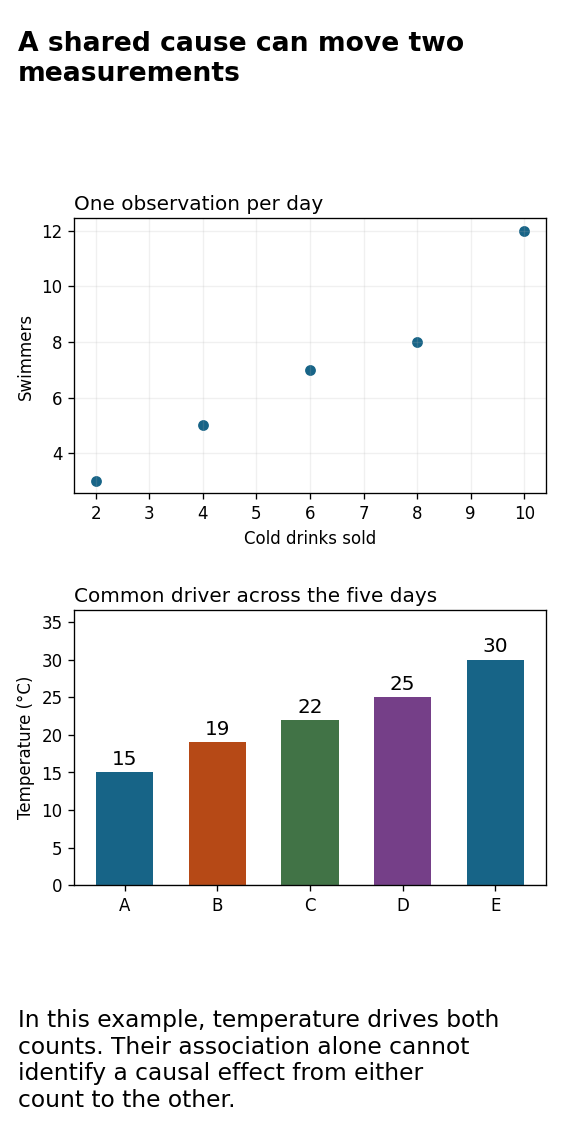 A shared cause can move two
measurements
One observation per day
12
10
8
6
4
Swimmers
2 3 4 5 6 7 8 9 10
Cold drinks sold
Common driver across the five days
35
30
25
20
15
10
5
0
Temperature (°C)
15 19 22 25 30
A B C D E
In this example, temperature drives both
counts. Their association alone cannot
identify a causal effect from either
count to the other.